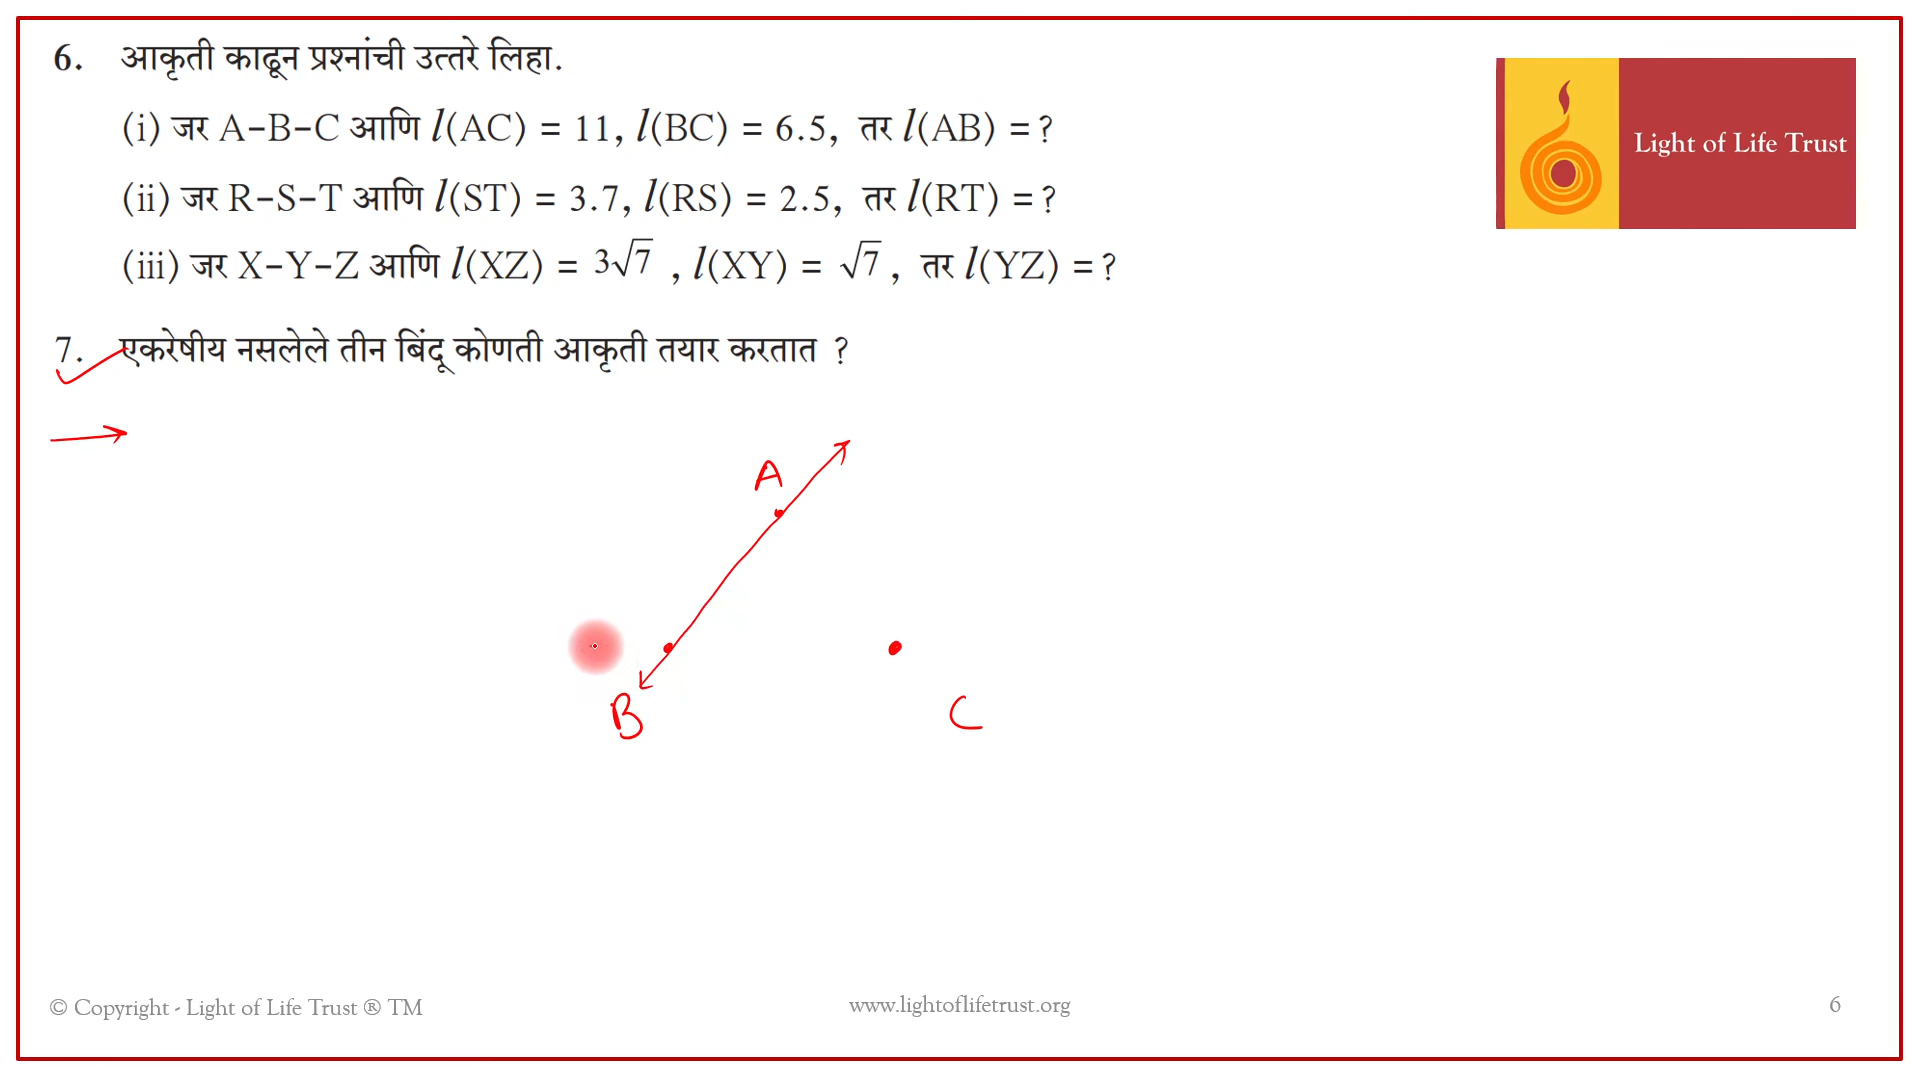 6. आकृती काढून प्रश्नांची उत्तरे लिहा.
(i) जर A-B-C आणि l(AC) = 11, l(BC) = 6.5, तर l(AB) = ?
(ii) जर R-S-T आणि l(ST) = 3.7, l(RS) = 2.5, तर l(RT) = ?
(iii) जर X-Y-Z आणि l(XZ) = 3√7 , l(XY) = √7 , तर l(YZ) = ?
Light of Life Trust
7. एकरेषीय नसलेले तीन बिंदू कोणती आकृती तयार करतात ?
A
B
C
© Copyright - Light of Life Trust ® TM
www.lightoflifetrust.org
6